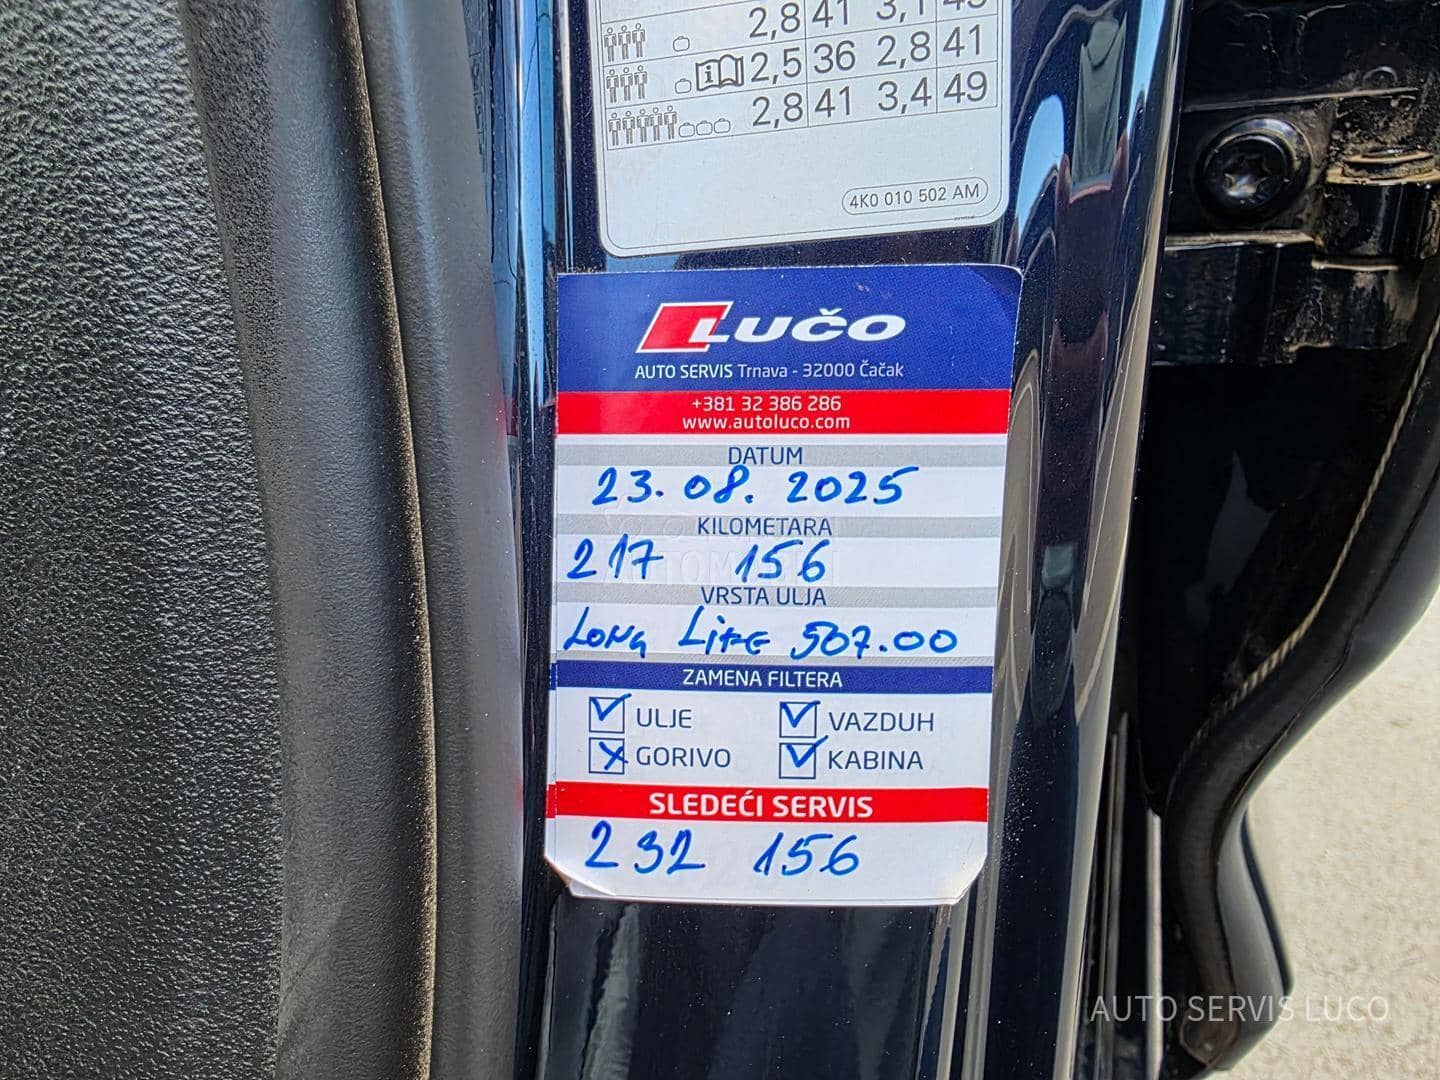 2,8 41 3,1 45
2,5 36 2,8 41
2,8 41 3,4 49
4K0 010 502 AM
LUČO
AUTO SERVIS Trnava - 32000 Čačak
+381 32 386 286
www.autoluco.com
DATUM
23.08.2025
KILOMETARA
217 156
VRSTA ULJA
Long Life 507.00
ZAMENA FILTERA
ULJE VAZDUH
GORIVO KABINA
SLEDEĆI SERVIS
232 156
AUTO SERVIS LUCO